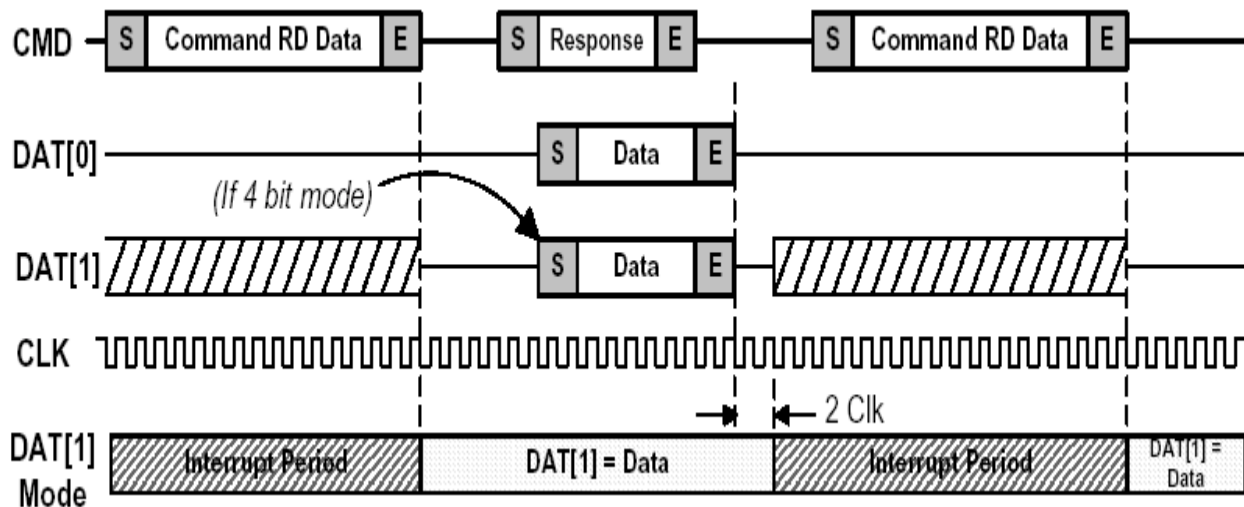 CMD S Command RD Data E S Response E S Command RD Data E
DAT[0] S Data E
(If 4 bit mode)
DAT[1] S Data E
CLK
2 Clk
DAT[1] Mode
Interrupt Period
DAT[1] = Data
Interrupt Period
DAT[1] =
Data